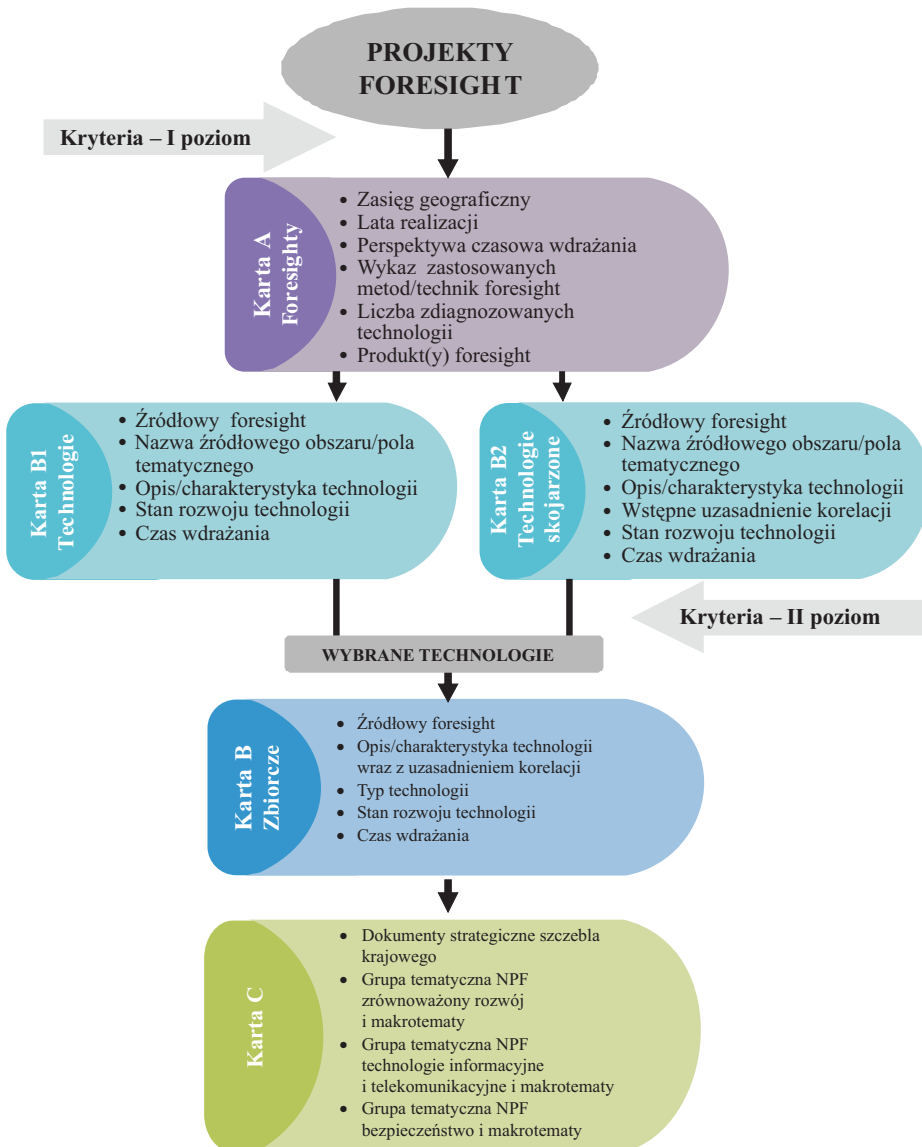 PROJEKTY
FORESIGHT
Kryteria – I poziom
Karta A
Foresighty
• Zasięg geograficzny
• Lata realizacji
• Perspektywa czasowa wdrażania
• Wykaz zastosowanych
metod/technik foresight
• Liczba zdiagnozowanych
technologii
• Produkt(y) foresight
Karta B1
Technologie
• Źródłowy foresight
• Nazwa źródłowego obszaru/pola
tematycznego
• Opis/charakterystyka technologii
• Stan rozwoju technologii
• Czas wdrażania
Karta B2
Technologie
skojarzone
• Źródłowy foresight
• Nazwa źródłowego obszaru/pola
tematycznego
• Opis/charakterystyka technologii
• Wstępne uzasadnienie korelacji
• Stan rozwoju technologii
• Czas wdrażania
Kryteria – II poziom
WYBRANE TECHNOLOGIE
Karta B
Zbiorcze
• Źródłowy foresight
• Opis/charakterystyka technologii
wraz z uzasadnieniem korelacji
• Typ technologii
• Stan rozwoju technologii
• Czas wdrażania
Karta C
• Dokumenty strategiczne szczebla
krajowego
• Grupa tematyczna NPF
zrównoważony rozwój
i makrotematy
• Grupa tematyczna NPF
technologie informacyjne
i telekomunikacyjne i makrotematy
• Grupa tematyczna NPF
bezpieczeństwo i makrotematy